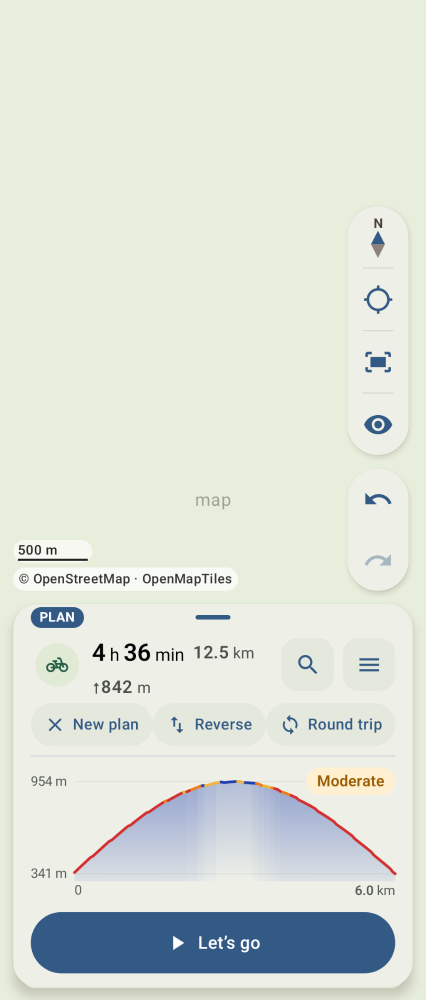 N
map
500 m
© OpenStreetMap · OpenMapTiles
PLAN
4 h 36 min 12.5 km
↑842 m
New plan Reverse Round trip
954 m Moderate
341 m
0 6.0 km
Let’s go